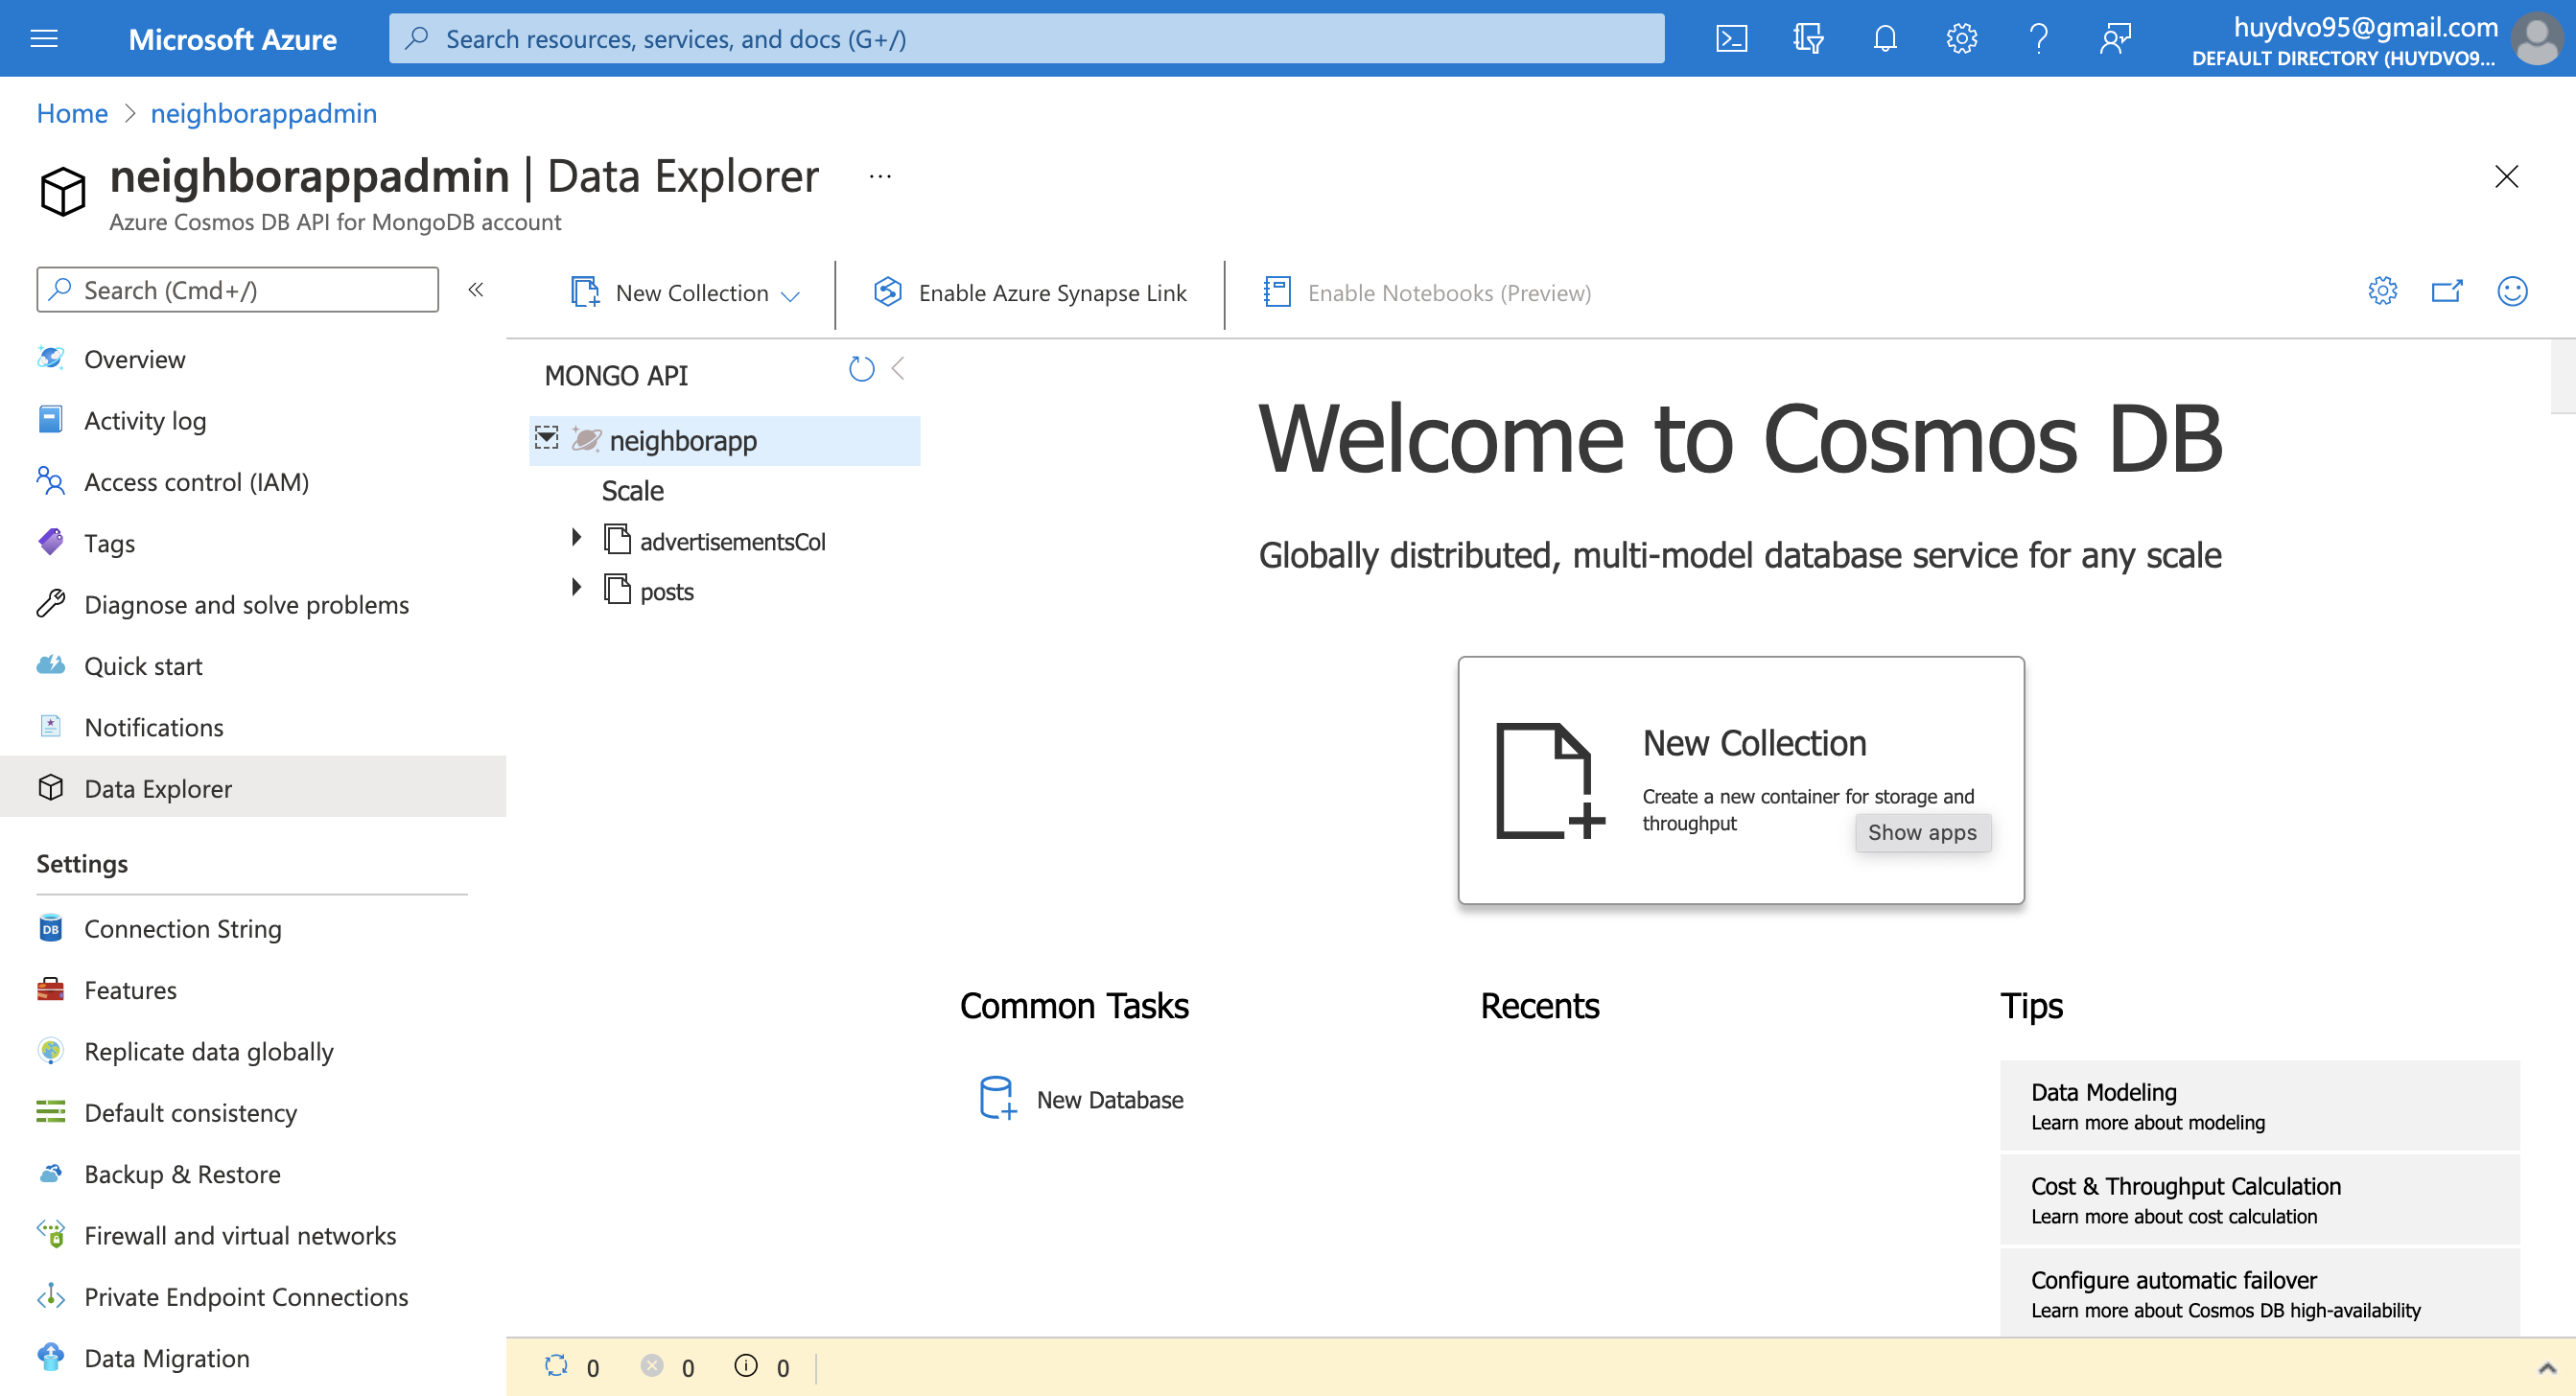 Microsoft Azure
Search resources, services, and docs (G+/)
huydvo95@gmail.com
DEFAULT DIRECTORY (HUYDVO9...
Home > neighborappadmin
neighborappadmin | Data Explorer ...
Azure Cosmos DB API for MongoDB account
Search (Cmd+/)
«
Overview
Activity log
Access control (IAM)
Tags
Diagnose and solve problems
Quick start
Notifications
Data Explorer
Settings
Connection String
Features
Replicate data globally
Default consistency
Backup & Restore
Firewall and virtual networks
Private Endpoint Connections
Data Migration
New Collection
Enable Azure Synapse Link
Enable Notebooks (Preview)
MONGO API
neighborapp
Scale
advertisementsCol
posts
Welcome to Cosmos DB
Globally distributed, multi-model database service for any scale
New Collection
Create a new container for storage and
throughput
Show apps
Common Tasks
New Database
Recents
Tips
Data Modeling
Learn more about modeling
Cost & Throughput Calculation
Learn more about cost calculation
Configure automatic failover
Learn more about Cosmos DB high-availability
0 0 0